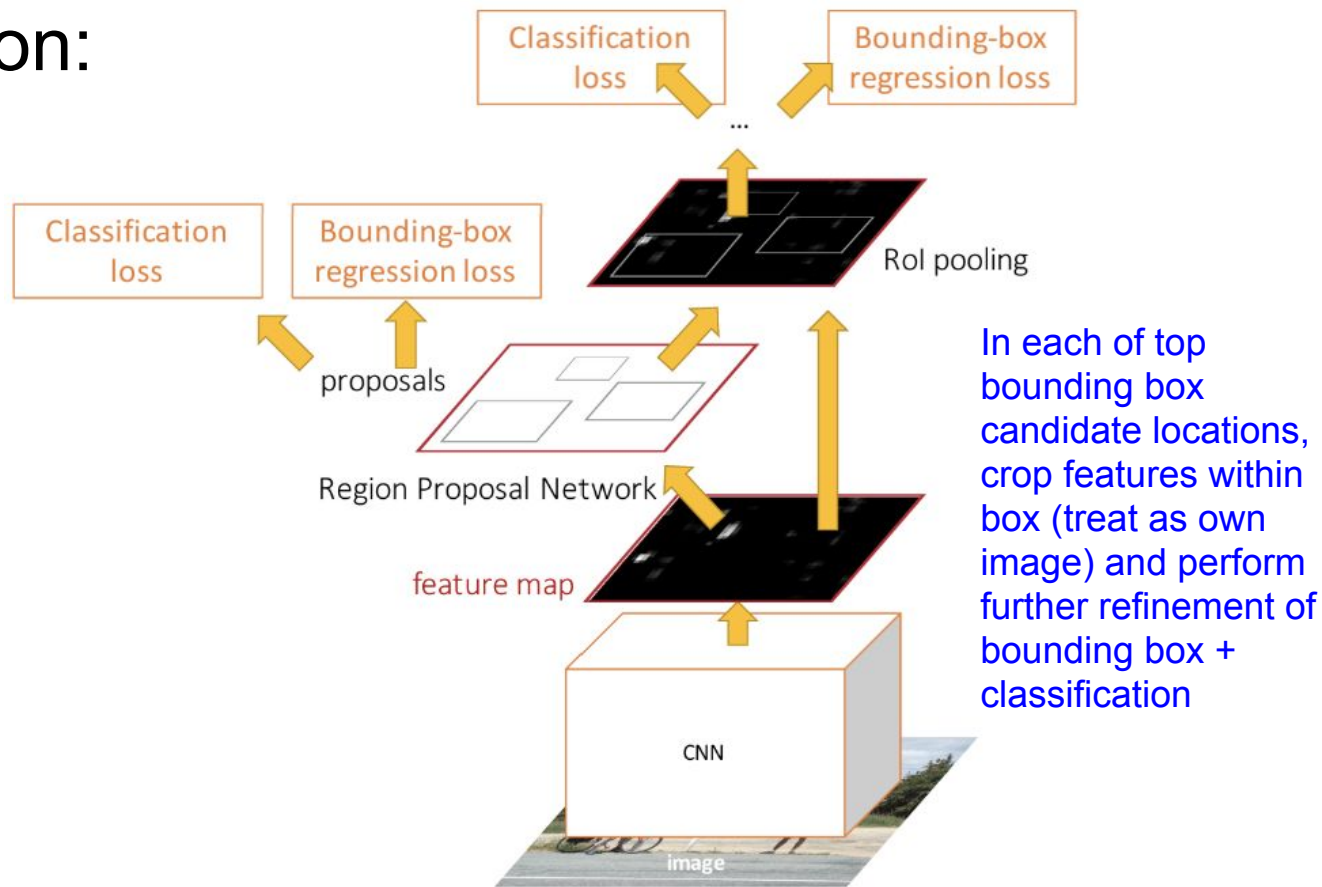 on:
Classification
loss
Bounding-box
regression loss
...
Classification
loss
Bounding-box
regression loss
RoI pooling
proposals
In each of top
bounding box
candidate locations,
crop features within
box (treat as own
image) and perform
further refinement of
bounding box +
classification
Region Proposal Network
feature map
CNN
image